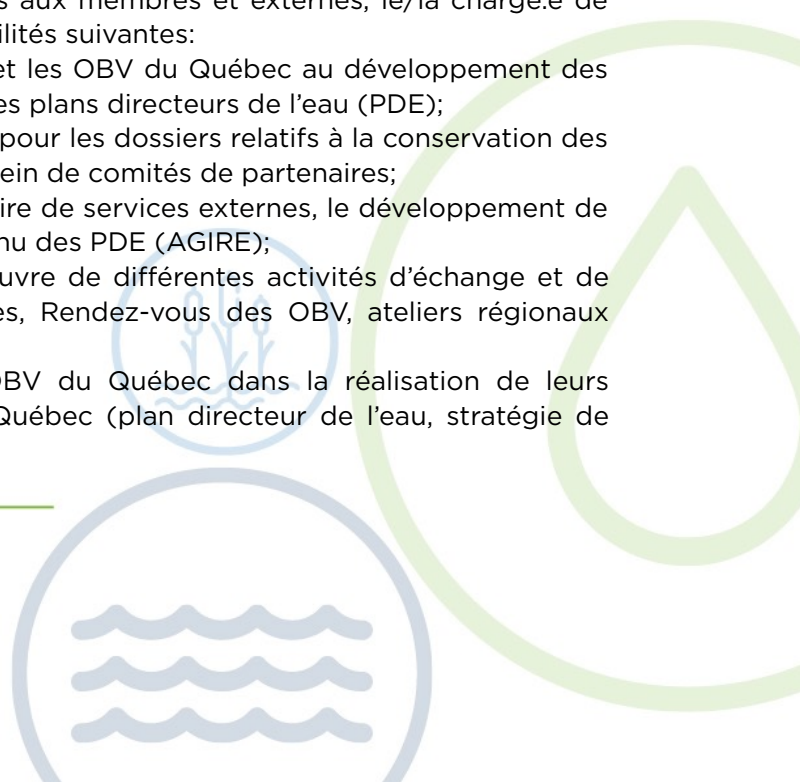 aux membres et externes, le/la chargé.e de
ilités suivantes:
et les OBV du Québec au développement des
es plans directeurs de l'eau (PDE);
pour les dossiers relatifs à la conservation des
ein de comités de partenaires;
ire de services externes, le développement de
nu des PDE (AGIRE);
uvre de différentes activités d'échange et de
es, Rendez-vous des OBV, ateliers régionaux
OBV du Québec dans la réalisation de leurs
Québec (plan directeur de l'eau, stratégie de